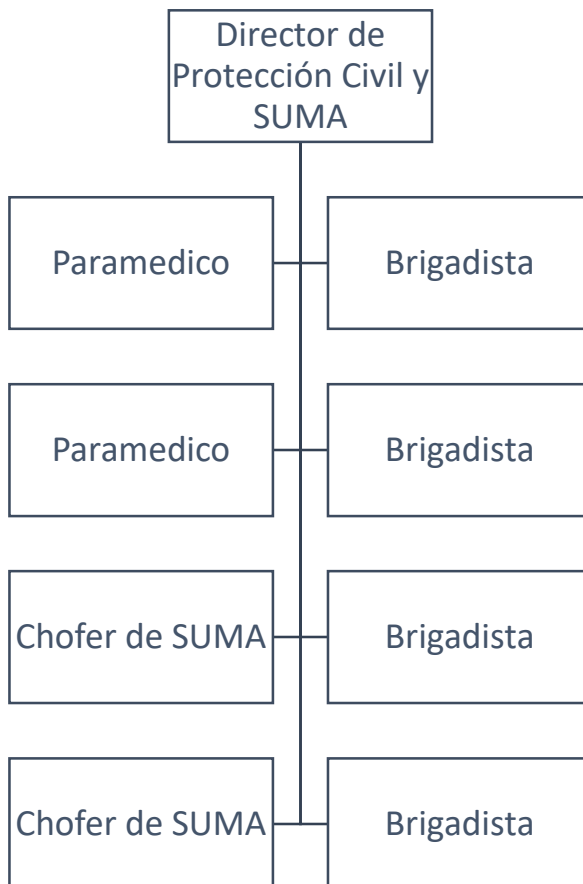 Director de
Protección Civil y
SUMA
Paramedico
Brigadista
Paramedico
Brigadista
Chofer de SUMA
Brigadista
Chofer de SUMA
Brigadista